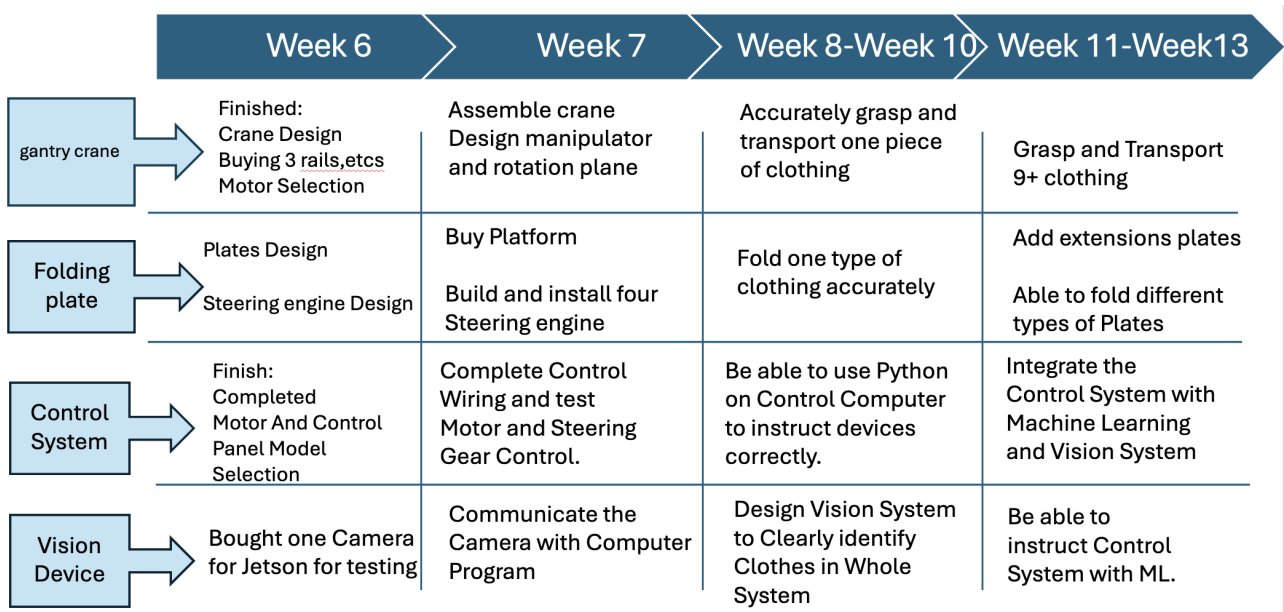 Week 6
Week 7
Week 8-Week 10
Week 11-Week13
gantry crane
Finished:
Crane Design
Buying 3 rails,etcs
Motor Selection
Assemble crane
Design manipulator
and rotation plane
Accurately grasp and
transport one piece
of clothing
Grasp and Transport
9+ clothing
Folding
plate
Plates Design
Steering engine Design
Buy Platform
Build and install four
Steering engine
Fold one type of
clothing accurately
Add extensions plates
Able to fold different
types of Plates
Control
System
Finish:
Completed
Motor And Control
Panel Model
Selection
Complete Control
Wiring and test
Motor and Steering
Gear Control.
Be able to use Python
on Control Computer
to instruct devices
correctly.
Integrate the
Control System with
Machine Learning
and Vision System
Vision
Device
Bought one Camera
for Jetson for testing
Communicate the
Camera with Computer
Program
Design Vision System
to Clearly identify
Clothes in Whole
System
Be able to
instruct Control
System with ML.